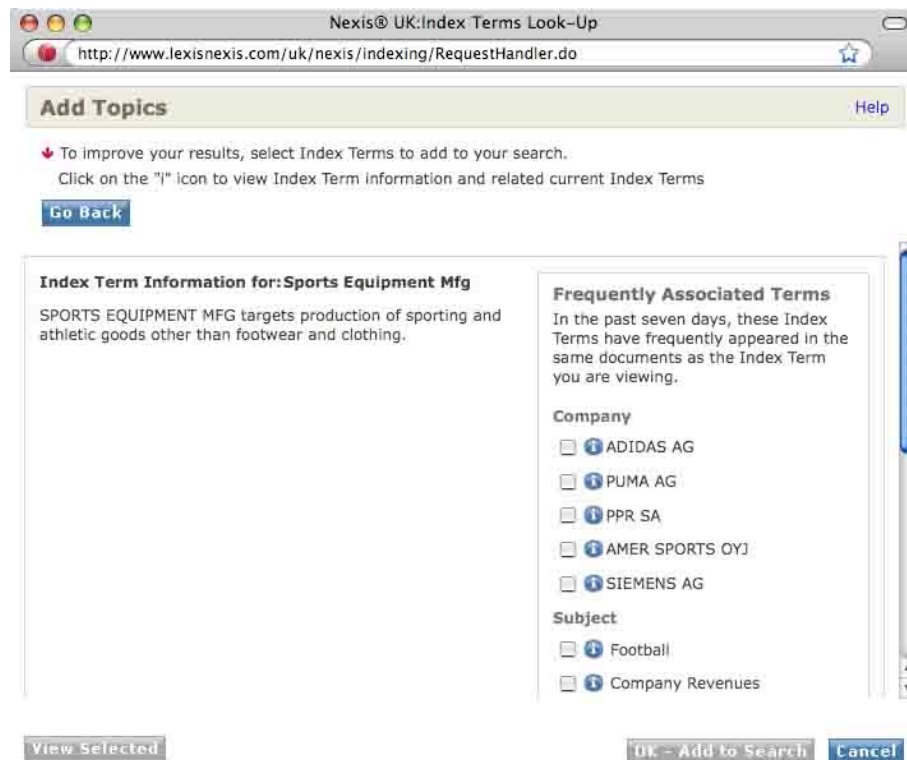 Nexis® UK:Index Terms Look-Up
http://www.lexisnexis.com/uk/nexis/indexing/RequestHandler.do
Add Topics
Help
To improve your results, select Index Terms to add to your search.
Click on the "i" icon to view Index Term information and related current Index Terms
Go Back
Index Term Information for:Sports Equipment Mfg
SPORTS EQUIPMENT MFG targets production of sporting and
athletic goods other than footwear and clothing.
Frequently Associated Terms
In the past seven days, these Index
Terms have frequently appeared in the
same documents as the Index Term
you are viewing.
Company
ADIDAS AG
PUMA AG
PPR SA
AMER SPORTS OYJ
SIEMENS AG
Subject
Football
Company Revenues
View Selected
OK - Add to Search
Cancel